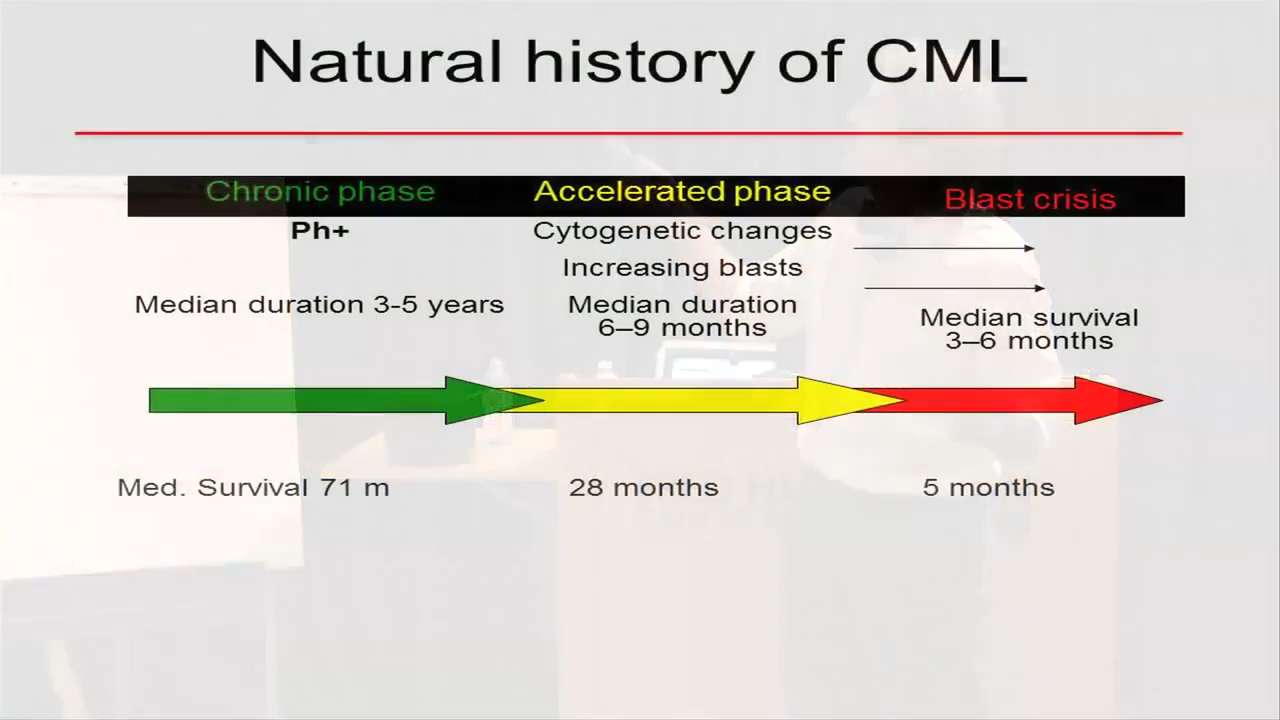 Natural history of CML
Chronic phase
Accelerated phase
Blast crisis
Ph+
Cytogenetic changes
Increasing blasts
Median duration 3-5 years
Median duration
6–9 months
Median survival
3–6 months
Med. Survival 71 m
28 months
5 months